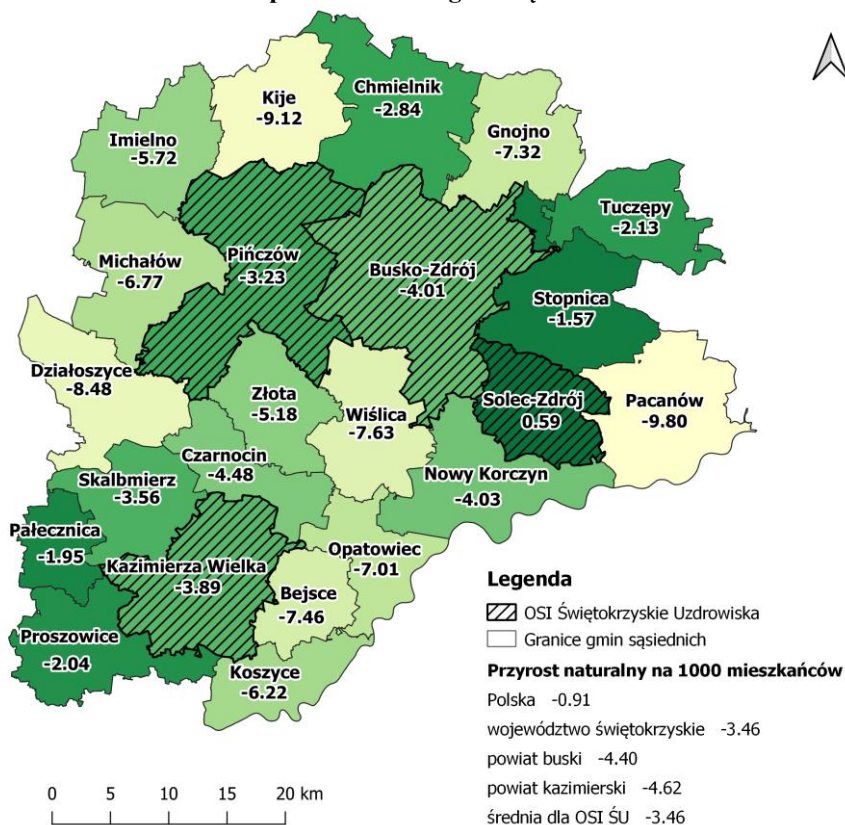 Kije
-9.12
Chmielnik
-2.84
Gnojno
-7.32
Imielno
-5.72
Tuczępy
-2.13
Michałów
-6.77
Pińczów
-3.23
Busko-Zdrój
-4.01
Stopnica
-1.57
Działoszyce
-8.48
Złota
-5.18
Wiślica
-7.63
Solec-Zdrój
0.59
Pacanów
-9.80
Czarnocin
-4.48
Skalbmierz
-3.56
Nowy Korczyn
-4.03
Pałecznica
-1.95
Kazimierza Wielka
-3.89
Opatowiec
-7.01
Bejsce
-7.46
Proszowice
-2.04
Koszyce
-6.22
Legenda
OSI Świętokrzyskie Uzdrowiska
Granice gmin sąsiednich
Przyrost naturalny na 1000 mieszkańców
Polska -0.91
województwo świętokrzyskie -3.46
powiat buski -4.40
powiat kazimierski -4.62
średnia dla OSI ŚU -3.46
0 5 10 15 20 km